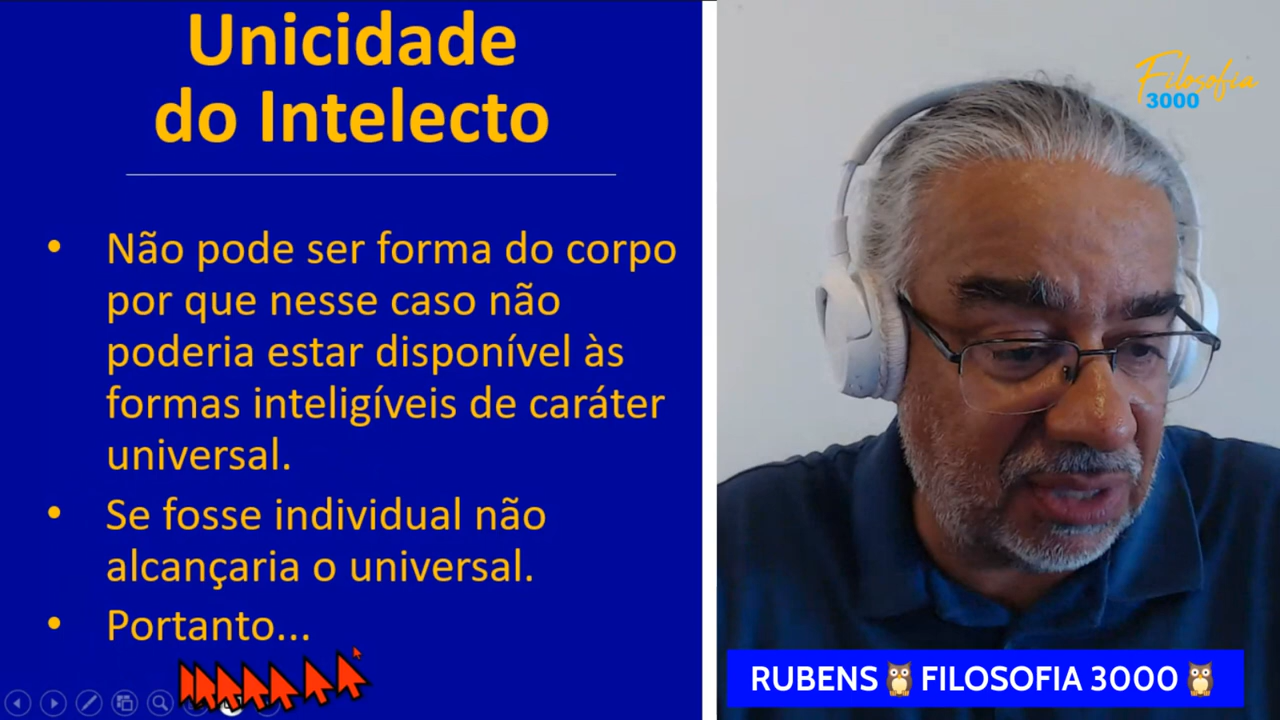 Unicidade
do Intelecto
• Não pode ser forma do corpo
por que nesse caso não
poderia estar disponível às
formas inteligíveis de caráter
universal.
• Se fosse individual não
alcançaria o universal.
• Portanto...
Filosofia
3000
RUBENS 🦉FILOSOFIA 3000 🦉